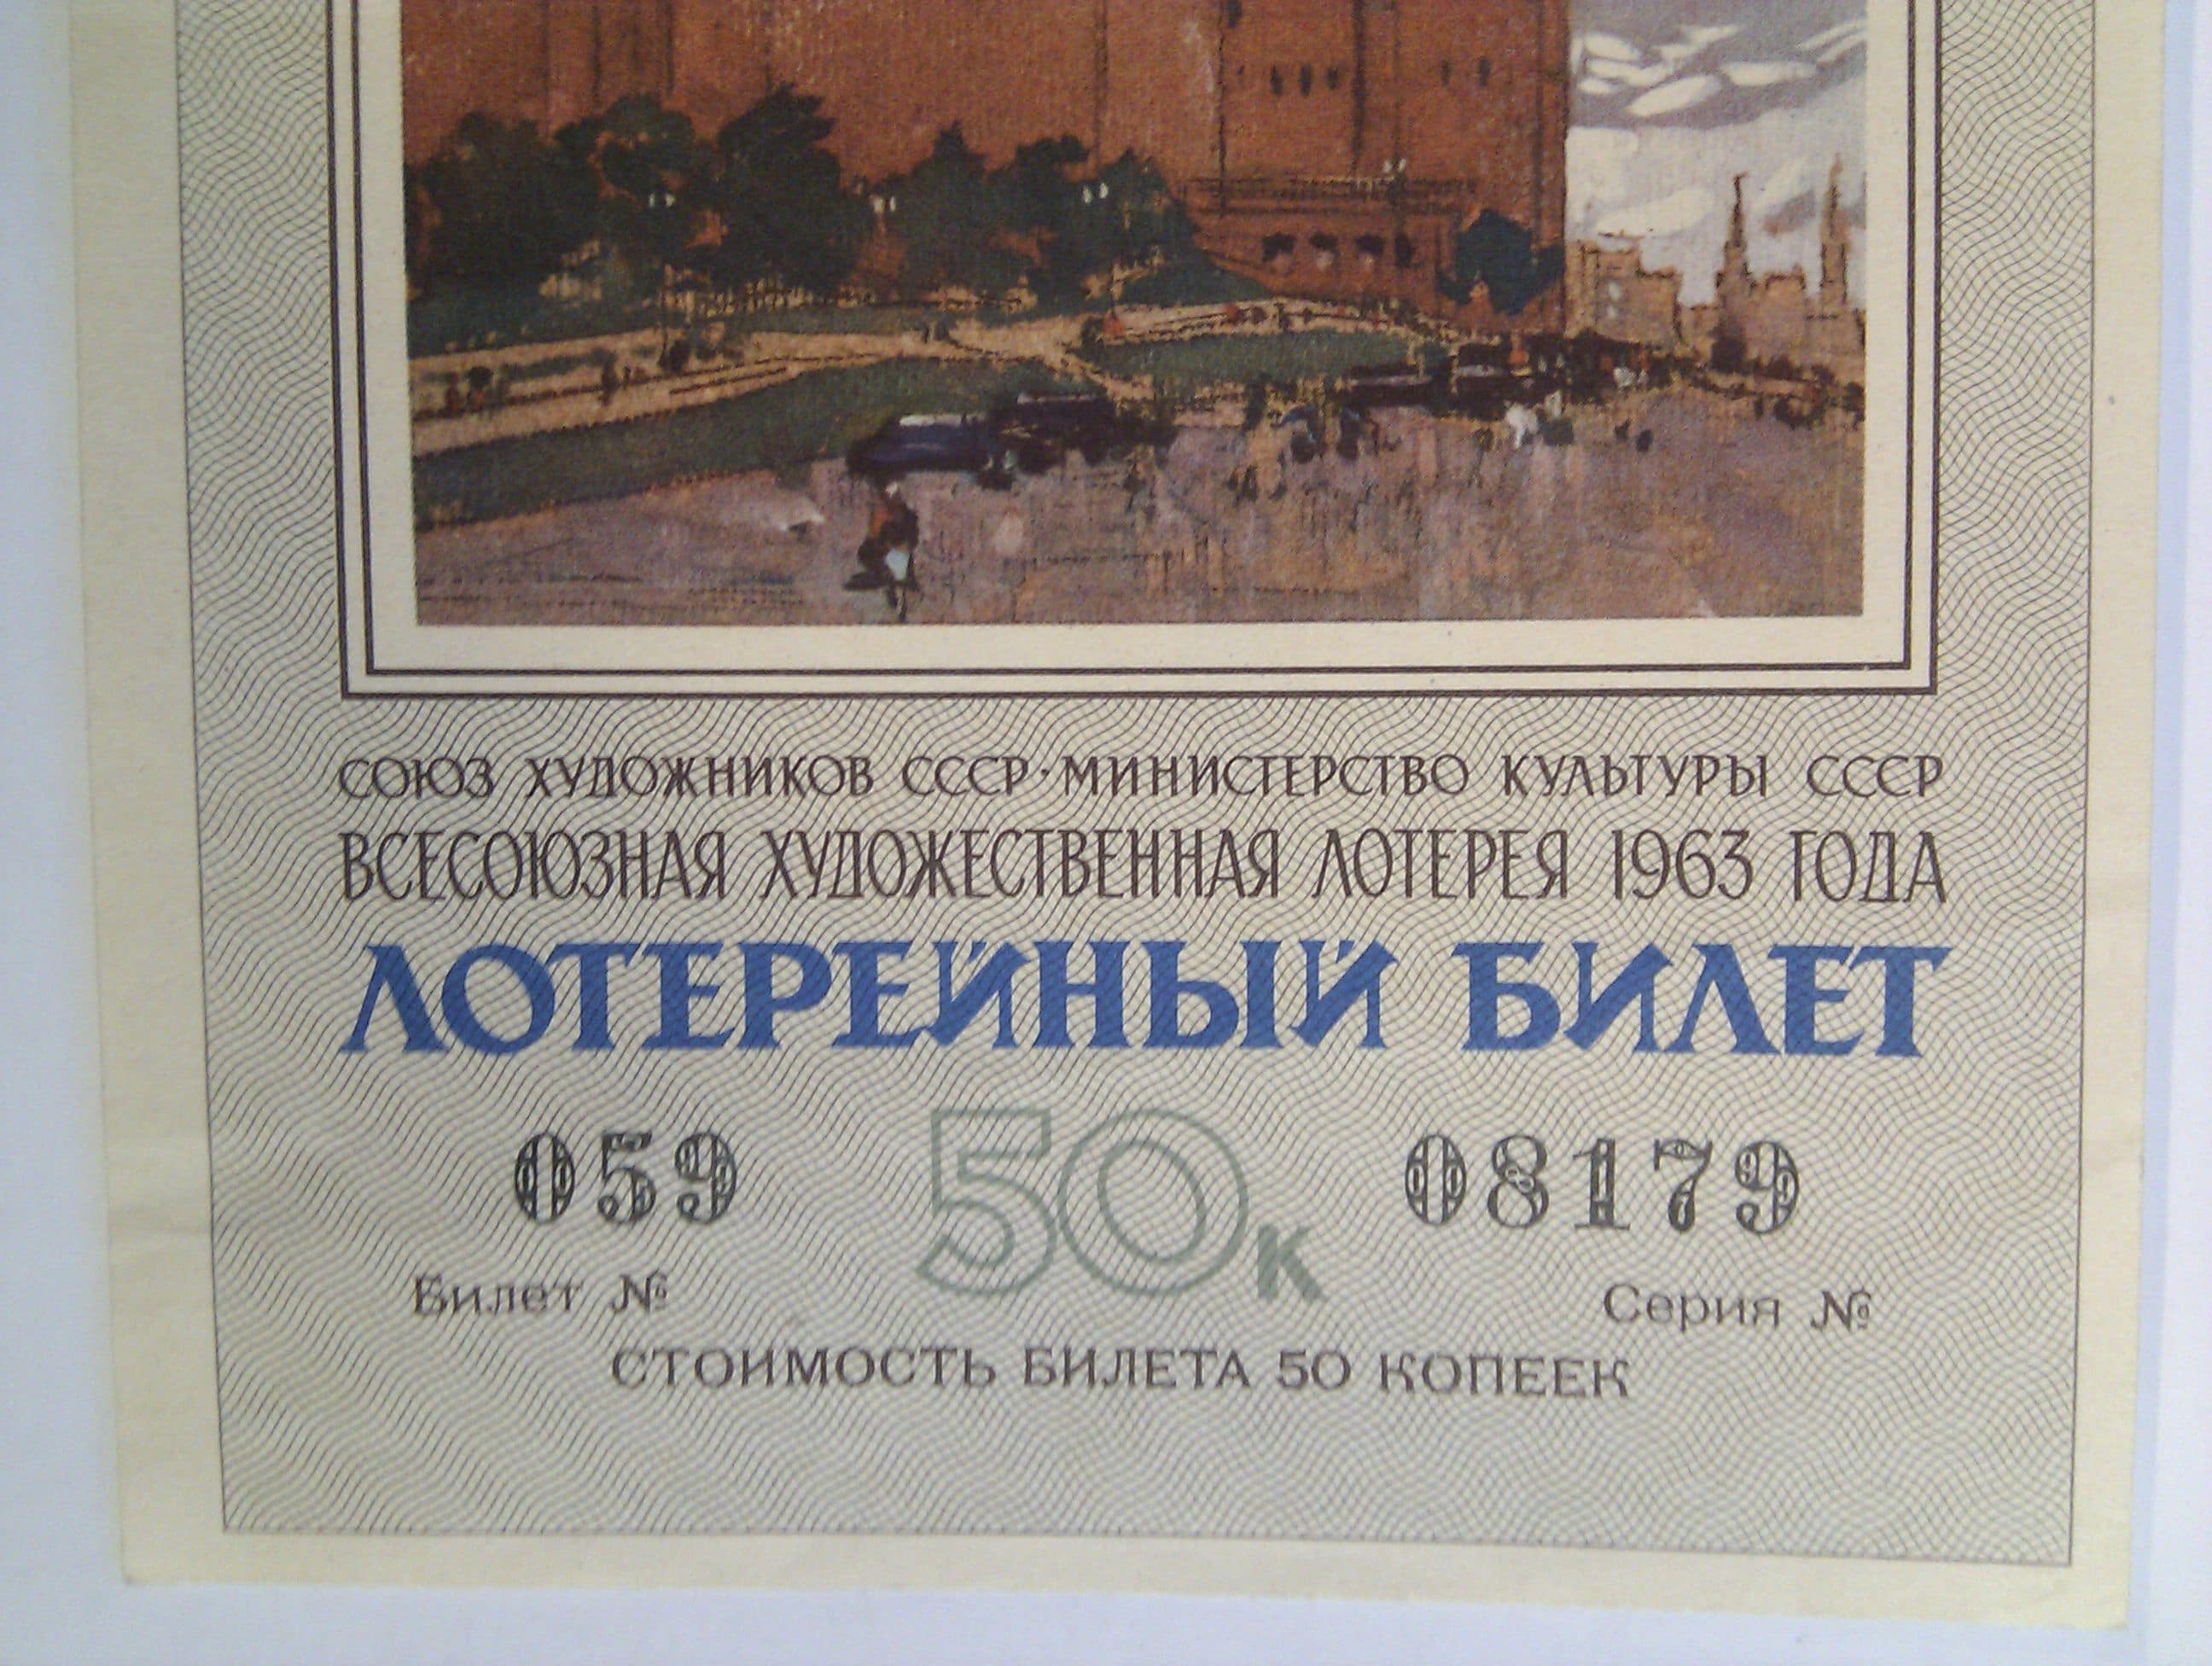 СОЮЗ ХУДОЖНИКОВ СССР · МИНИСТЕРСТВО КУЛЬТУРЫ СССР
ВСЕСОЮЗНАЯ ХУДОЖЕСТВЕННАЯ ЛОТЕРЕЯ 1963 ГОДА
ЛОТЕРЕЙНЫЙ БИЛЕТ
059 50к 08179
Билет № Серия №
СТОИМОСТЬ БИЛЕТА 50 КОПЕЕК